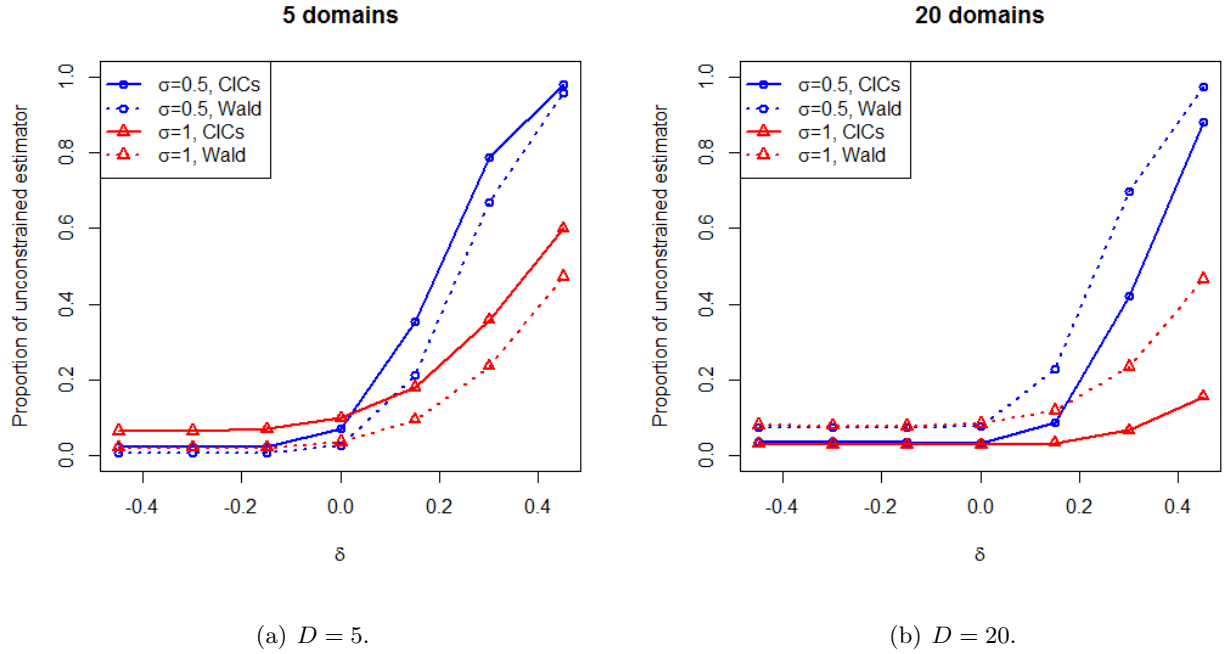 5 domains
Proportion of unconstrained estimator
0.0 0.2 0.4 0.6 0.8 1.0
σ=0.5, CICs
σ=0.5, Wald
σ=1, CICs
σ=1, Wald
-0.4 -0.2 0.0 0.2 0.4
δ
(a) D = 5.
20 domains
Proportion of unconstrained estimator
0.0 0.2 0.4 0.6 0.8 1.0
σ=0.5, CICs
σ=0.5, Wald
σ=1, CICs
σ=1, Wald
-0.4 -0.2 0.0 0.2 0.4
δ
(b) D = 20.